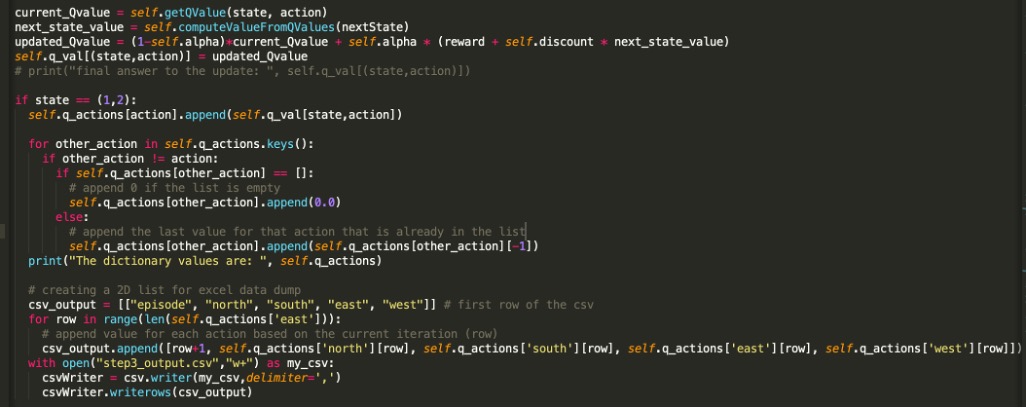 current_Qvalue = self.getQValue(state, action)
next_state_value = self.computeValueFromQValues(nextState)
updated_Qvalue = (1-self.alpha)*current_Qvalue + self.alpha * (reward + self.discount * next_state_value)
self.q_val[(state,action)] = updated_Qvalue
# print("final answer to the update: ", self.q_val[(state,action)])
if state == (1,2):
self.q_actions[action].append(self.q_val[state,action])
for other_action in self.q_actions.keys():
if other_action != action:
if self.q_actions[other_action] == []:
# append 0 if the list is empty
self.q_actions[other_action].append(0.0)
else:
# append the last value for that action that is already in the list
self.q_actions[other_action].append(self.q_actions[other_action][-1])
print("The dictionary values are: ", self.q_actions)
# creating a 2D list for excel data dump
csv_output = [["episode", "north", "south", "east", "west"]] # first row of the csv
for row in range(len(self.q_actions['east'])):
# append value for each action based on the current iteration (row)
csv_output.append([row+1, self.q_actions['north'][row], self.q_actions['south'][row], self.q_actions['east'][row], self.q_actions['west'][row]])
with open("step3_output.csv","w+") as my_csv:
csvWriter = csv.writer(my_csv,delimiter=',')
csvWriter.writerows(csv_output)